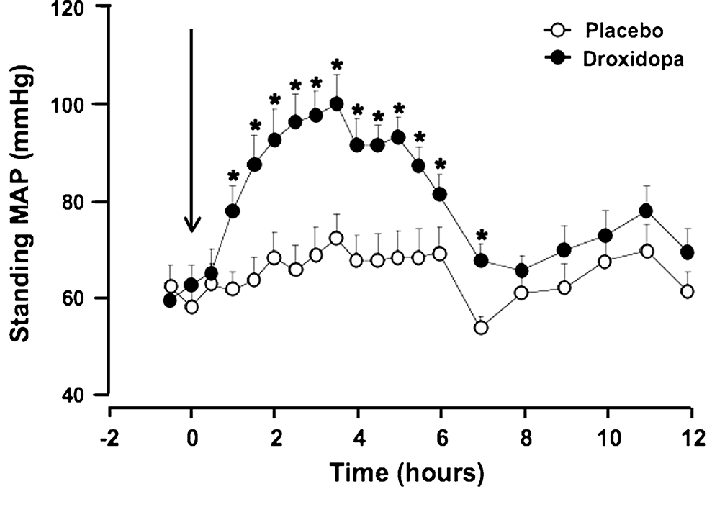 120
100
80
60
40
Standing MAP (mmHg)
Placebo
Droxidopa
* * * * * * * * * * * *
-2 0 2 4 6 8 10 12
Time (hours)